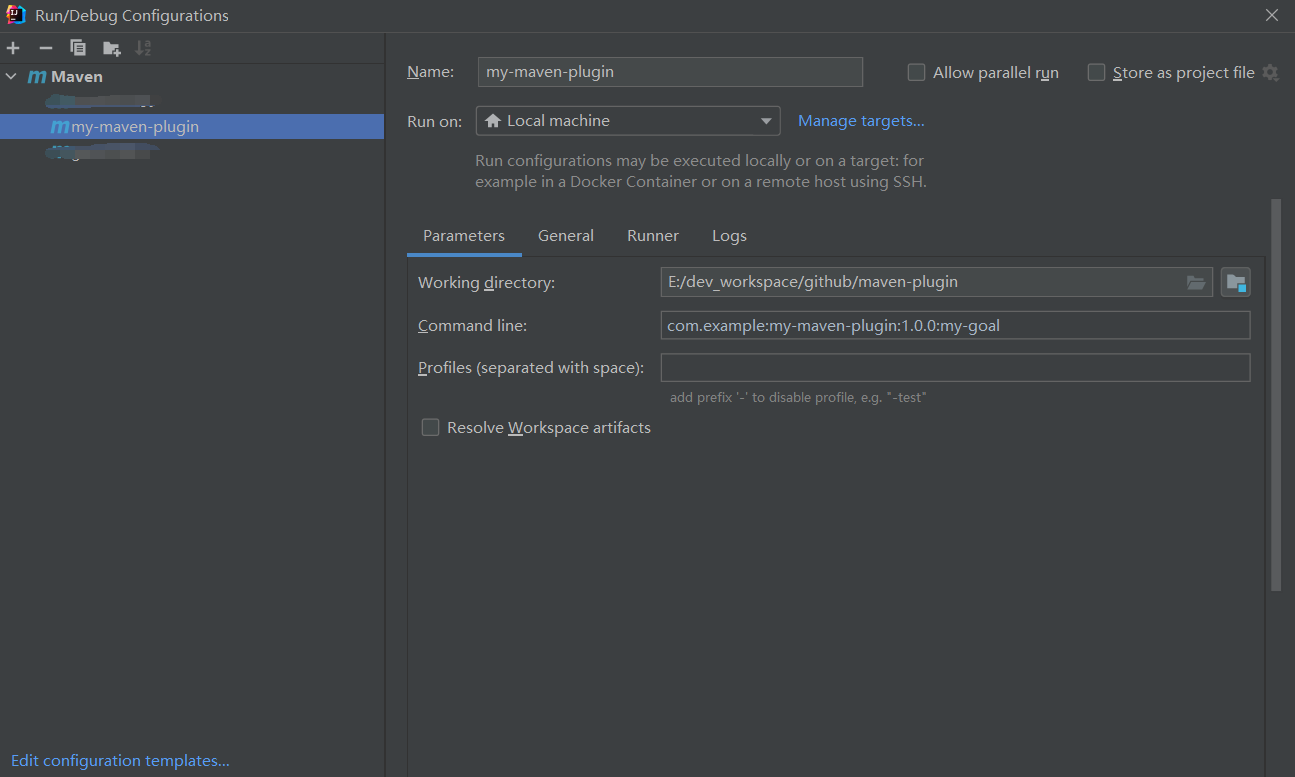 Run/Debug Configurations
Maven
my-maven-plugin
Edit configuration templates...
Name: my-maven-plugin Allow parallel run Store as project file
Run on: Local machine Manage targets...
Run configurations may be executed locally or on a target: for
example in a Docker Container or on a remote host using SSH.
Parameters General Runner Logs
Working directory: E:/dev_workspace/github/maven-plugin
Command line: com.example:my-maven-plugin:1.0.0:my-goal
Profiles (separated with space):
add prefix '-' to disable profile, e.g. "-test"
Resolve Workspace artifacts